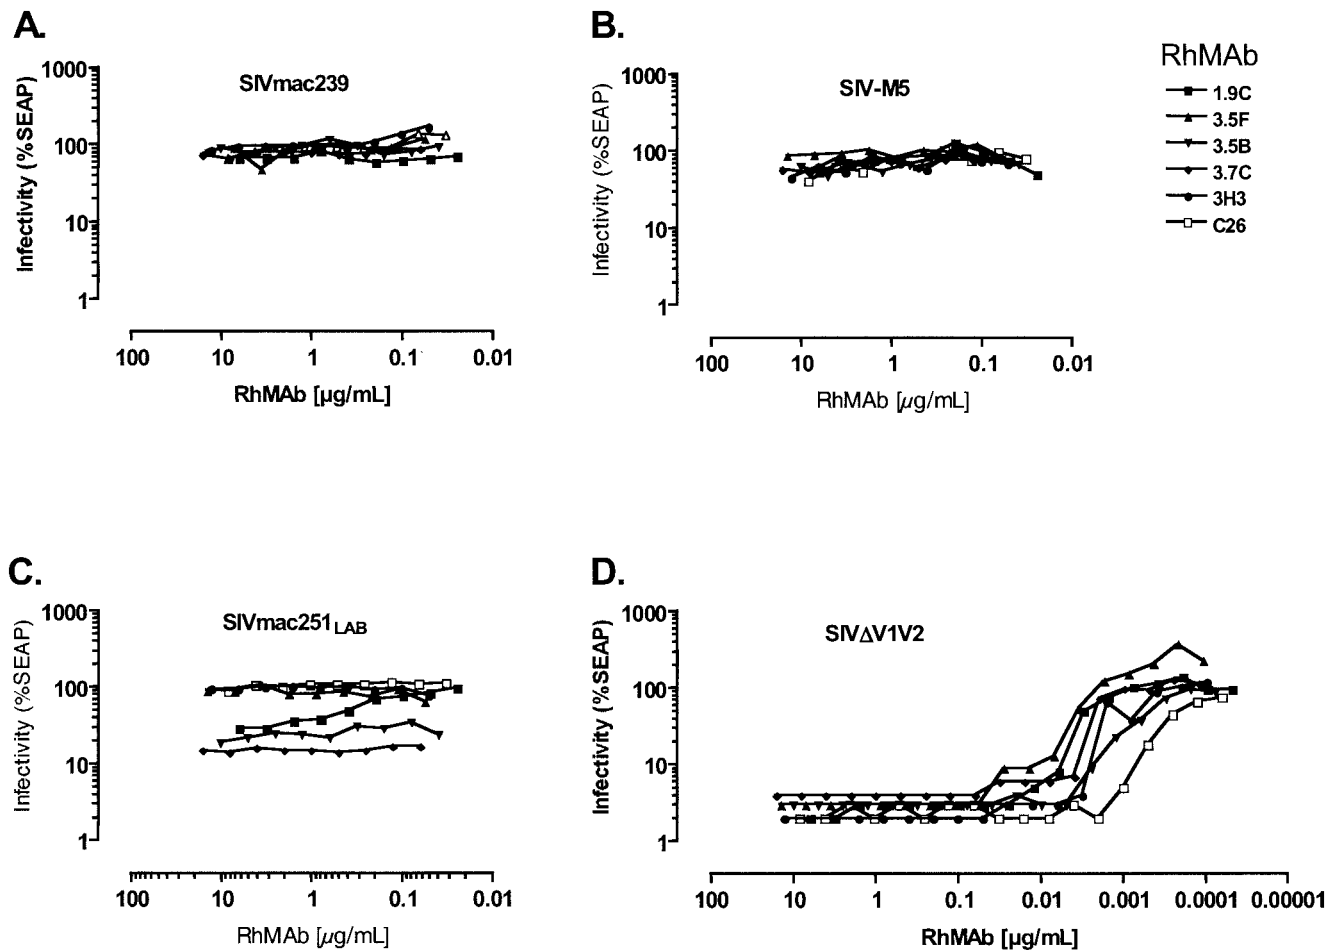 A.
SIVmac239
Infectivity (%SEAP)
1000
100
10
1
100 10 1 0.1 0.01
RhMAb [µg/mL]
B.
SIV-M5
Infectivity (%SEAP)
1000
100
10
1
100 10 1 0.1 0.01
RhMAb [µg/mL]
RhMAb
1.9C
3.5F
3.5B
3.7C
3H3
C26
C.
SIVmac251LAB
Infectivity (%SEAP)
1000
100
10
1
100 10 1 0.1 0.01
RhMAb [µg/mL]
D.
SIVΔV1V2
Infectivity (%SEAP)
1000
100
10
1
100 10 1 0.1 0.01 0.001 0.0001 0.00001
RhMAb [µg/mL]